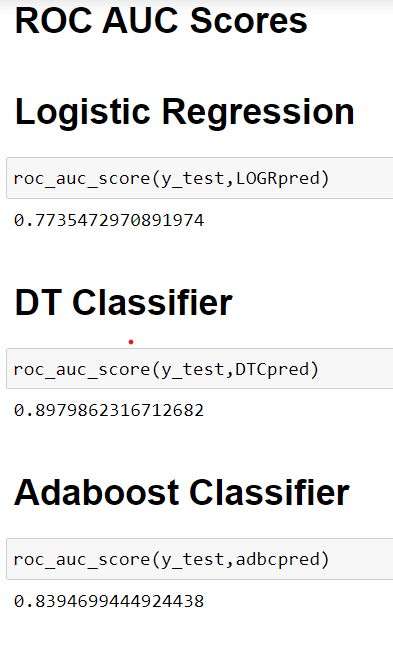 ROC AUC Scores
Logistic Regression
roc_auc_score(y_test,LOGRpred)
0.7735472970891974
DT Classifier
roc_auc_score(y_test,DTCpred)
0.8979862316712682
Adaboost Classifier
roc_auc_score(y_test,adbcpred)
0.8394699444924438